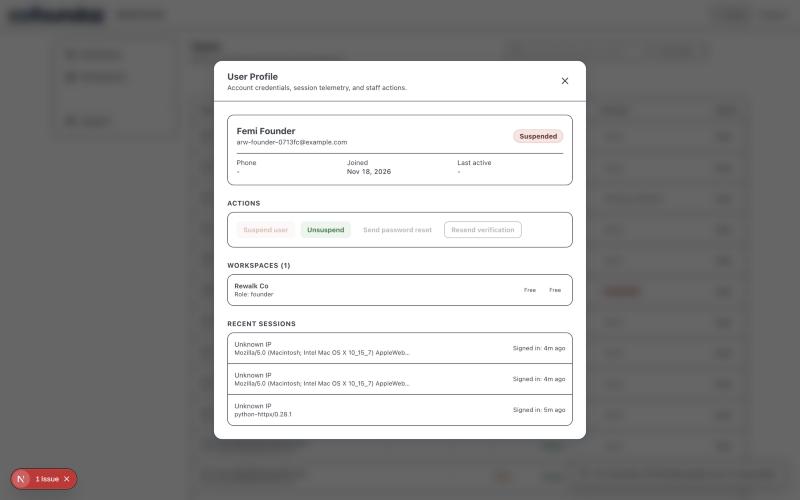 User Profile
Account credentials, session telemetry, and staff actions.
Femi Founder
arw-founder-0713fc@example.com
Suspended
Phone
Joined
Last active
-
Nov 18, 2026
-
ACTIONS
Suspend user
Unsuspend
Send password reset
Resend verification
WORKSPACES (1)
Rewalk Co
Role: founder
Free
Free
RECENT SESSIONS
Unknown IP
Mozilla/5.0 (Macintosh; Intel Mac OS X 10_15_7) AppleWeb...
Signed in: 4m ago
Unknown IP
Mozilla/5.0 (Macintosh; Intel Mac OS X 10_15_7) AppleWeb...
Signed in: 4m ago
Unknown IP
python-httpx/0.28.1
Signed in: 5m ago
N
1 Issue